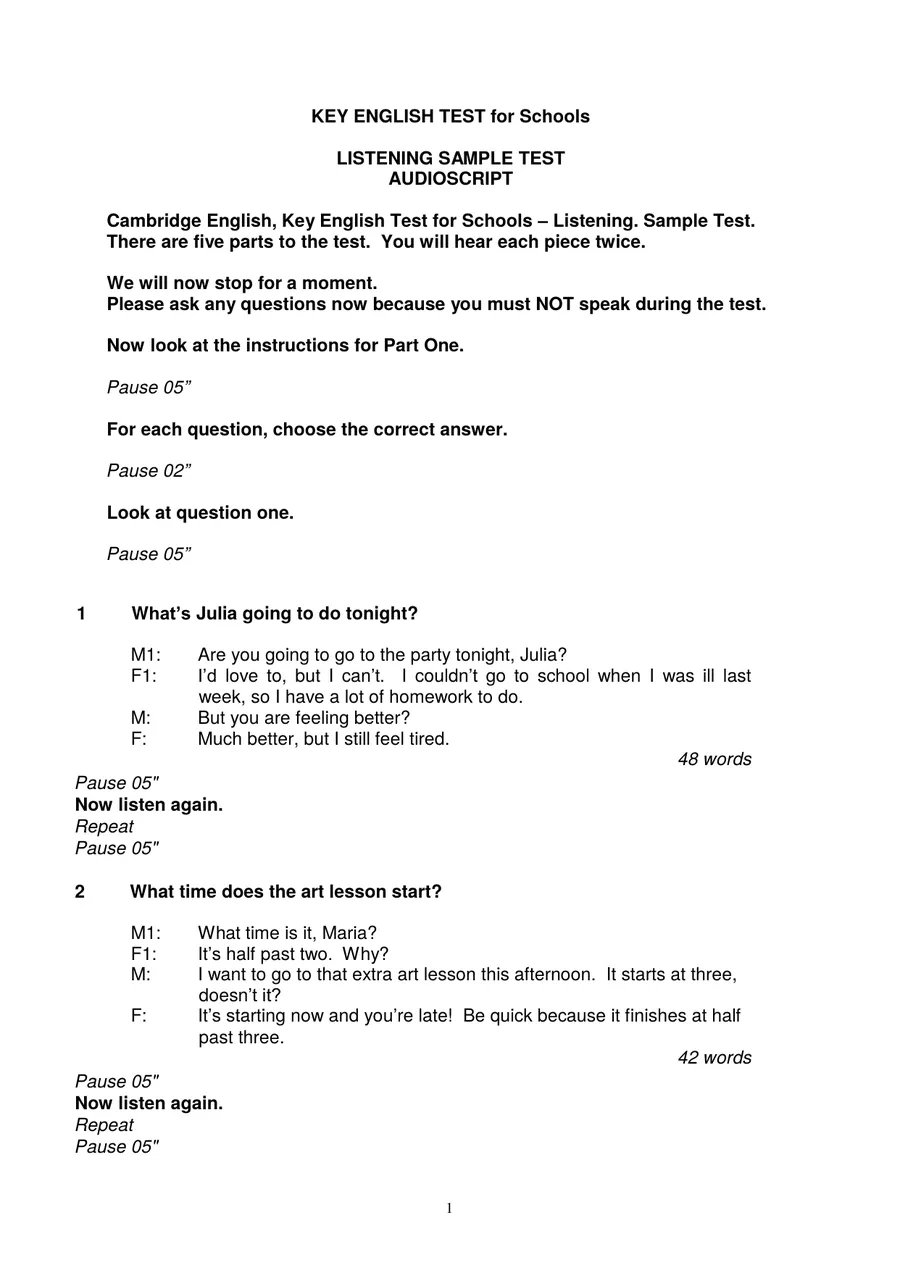 KEY ENGLISH TEST for Schools
LISTENING SAMPLE TEST
AUDIOSCRIPT
Cambridge English, Key English Test for Schools – Listening. Sample Test.
There are five parts to the test.  You will hear each piece twice.
We will now stop for a moment.
Please ask any questions now because you must NOT speak during the test.
Now look at the instructions for Part One.
Pause 05”
For each question, choose the correct answer.
Pause 02”
Look at question one.
Pause 05”
1 What’s Julia going to do tonight?
M1: Are you going to go to the party tonight, Julia?
F1: I’d love to, but I can’t.  I couldn’t go to school when I was ill last
week, so I have a lot of homework to do.
M: But you are feeling better?
F: Much better, but I still feel tired.
48 words
Pause 05"
Now listen again.
Repeat
Pause 05"
2 What time does the art lesson start?
M1: What time is it, Maria?
F1: It’s half past two.  Why?
M: I want to go to that extra art lesson this afternoon.  It starts at three,
doesn’t it?
F: It’s starting now and you’re late!  Be quick because it finishes at half
past three.
42 words
Pause 05"
Now listen again.
Repeat
Pause 05"
1